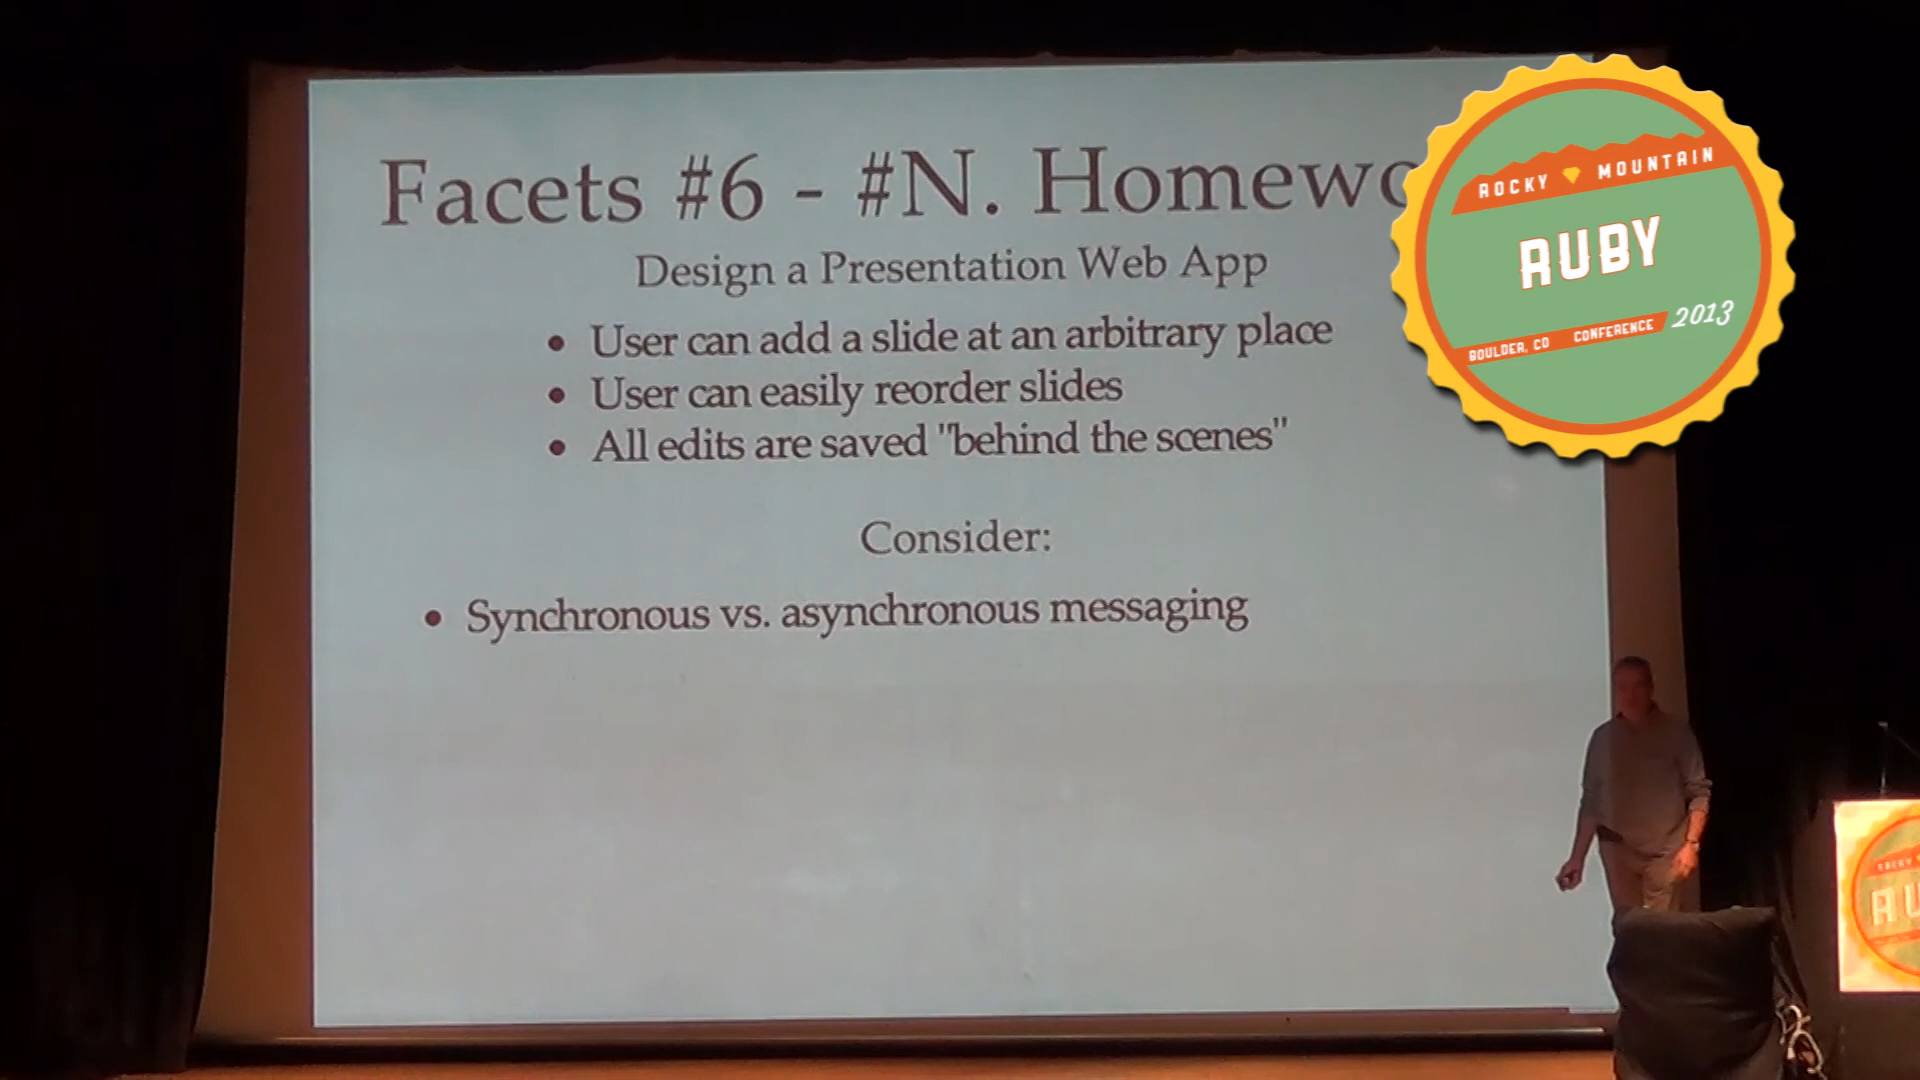 Facets #6 - #N. Homewo
Design a Presentation Web App
• User can add a slide at an arbitrary place
• User can easily reorder slides
• All edits are saved "behind the scenes"
Consider:
• Synchronous vs. asynchronous messaging
ROCKY MOUNTAIN
RUBY
BOULDER, CO CONFERENCE 2013